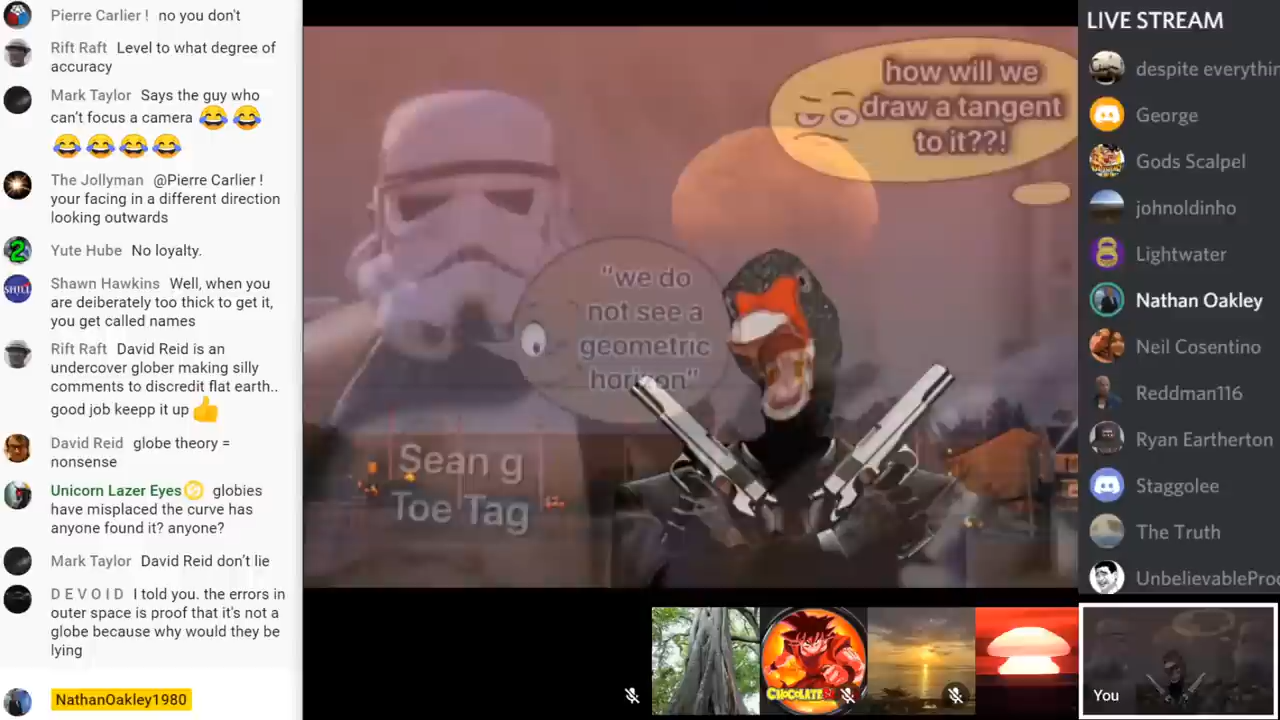 Pierre Carlier ! no you don't
Rift Raft Level to what degree of
accuracy
Mark Taylor Says the guy who
can't focus a camera 😂 😂
😂 😂 😂 😂
The Jollyman @Pierre Carlier !
your facing in a different direction
looking outwards
Yute Hube No loyalty.
Shawn Hawkins Well, when you
are deiberately too thick to get it,
you get called names
Rift Raft David Reid is an
undercover glober making silly
comments to discredit flat earth..
good job keepp it up 👍
David Reid globe theory =
nonsense
Unicorn Lazer Eyes globies
have misplaced the curve has
anyone found it? anyone?
Mark Taylor David Reid don't lie
D E V O I D I told you. the errors in
outer space is proof that it's not a
globe because why would they be
lying
NathanOakley1980
SHILL
how will we
draw a tangent
to it??!
"we do
not see a
geometric
horizon"
Sean g
Toe Tag
CHOCOLATE
LIVE STREAM
despite everythin
George
Gods Scalpel
johnoldinho
Lightwater
Nathan Oakley
Neil Cosentino
Reddman116
Ryan Eartherton
Staggolee
The Truth
UnbelievablePro
You